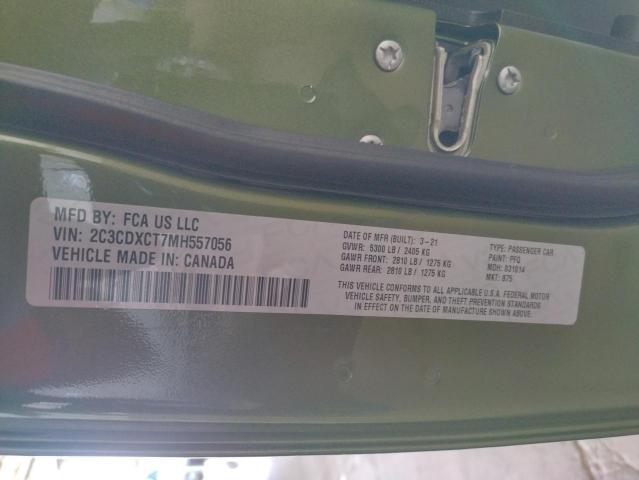 MFD BY: FCA US LLC
VIN: 2C3CDXCT7MH557056
VEHICLE MADE IN: CANADA
DATE OF MFR (BUILT): 3-21
GVWR: 5300 LB / 2405 KG
GAWR FRONT: 2810 LB / 1275 KG
GAWR REAR: 2810 LB / 1275 KG
TYPE: PASSENGER CAR
PAINT: PFQ
MDH: 031014
MKT: 875
THIS VEHICLE CONFORMS TO ALL APPLICABLE U.S.A. FEDERAL MOTOR
VEHICLE SAFETY, BUMPER, AND THEFT PREVENTION STANDARDS
IN EFFECT ON THE DATE OF MANUFACTURE SHOWN ABOVE.